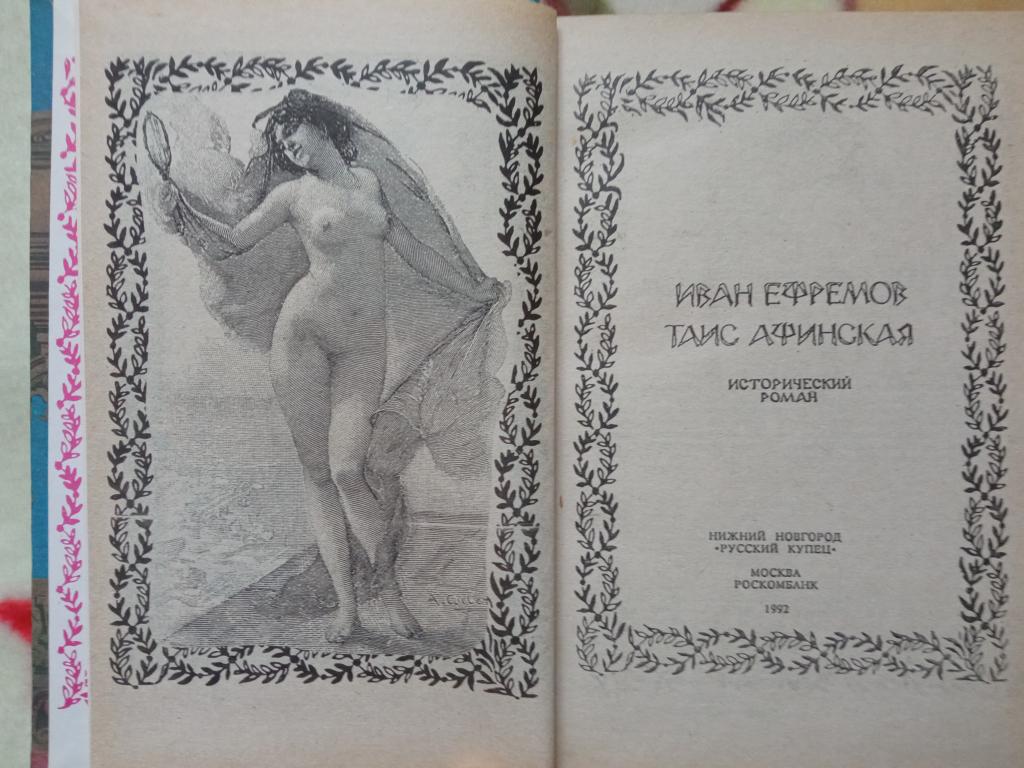 ИВАН ЕФРЕМОВ
ТАИС АФИНСКАЯ
ИСТОРИЧЕСКИЙ
РОМАН
НИЖНИЙ НОВГОРОД
«РУССКИЙ КУПЕЦ»
МОСКВА
РОСКОМБАНК
1992